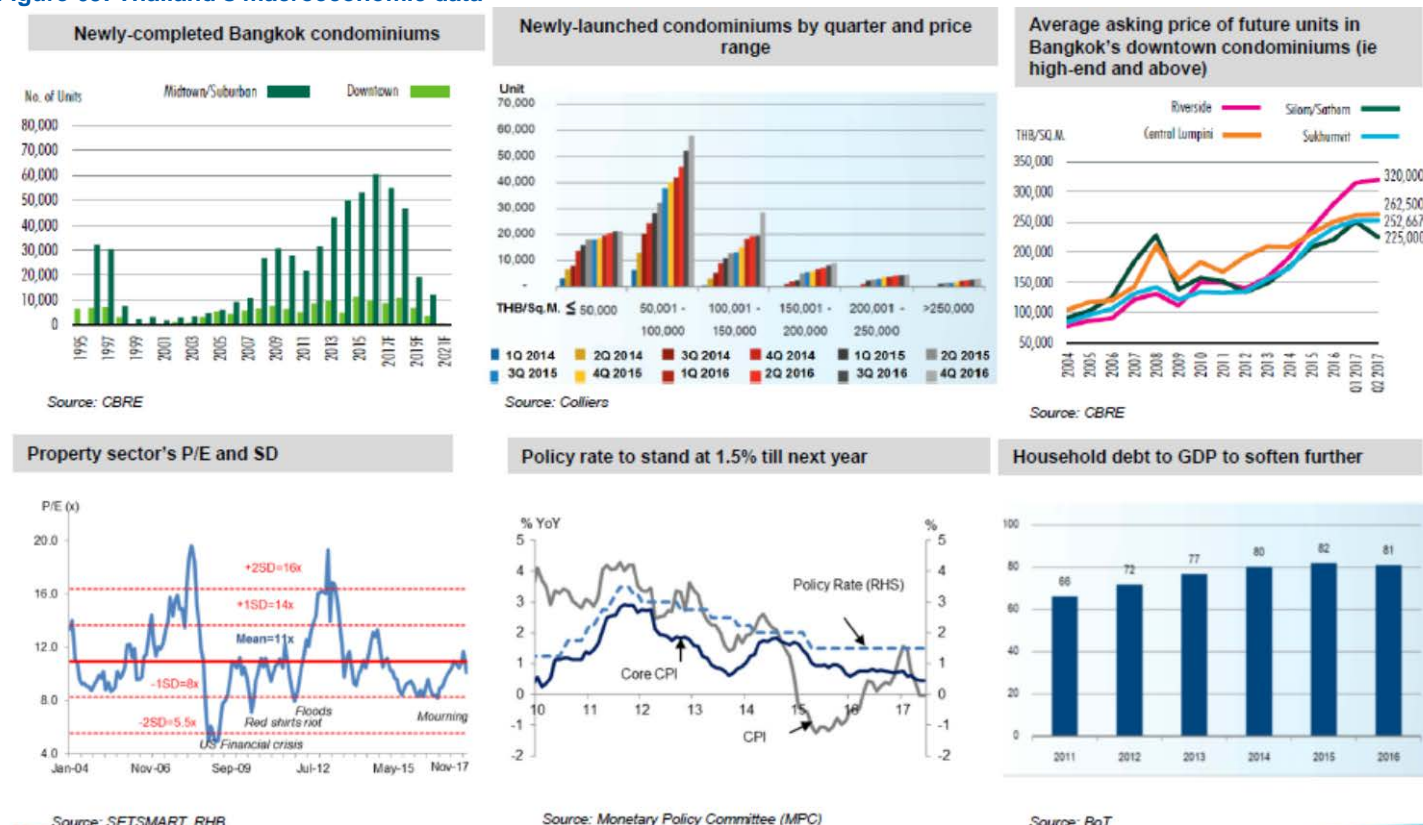 Newly-completed Bangkok condominiums
No. of Units
Midtown/Suburban
Downtown
80,000
70,000
60,000
50,000
40,000
30,000
20,000
10,000
0
1995
1997
1999
2001
2003
2005
2007
2009
2011
2013
2015
2017F
2019F
2021F
Source: CBRE
Newly-launched condominiums by quarter and price
range
Unit
70,000
60,000
50,000
40,000
30,000
20,000
10,000
-
THB/Sq.M. ≤ 50,000 50,001 - 100,001 - 150,001 - 200,001 - >250,000
100,000 150,000 200,000 250,000
1Q 2014 2Q 2014 3Q 2014 4Q 2014 1Q 2015 2Q 2015
3Q 2015 4Q 2015 1Q 2016 2Q 2016 3Q 2016 4Q 2016
Source: Colliers
Average asking price of future units in
Bangkok's downtown condominiums (ie
high-end and above)
Riverside Silom/Sathorn
THB/SQ.M. Central Lumpini Sukhumvit
350,000
300,000
250,000
200,000
150,000
100,000
50,000
320,000
262,500
252,667
225,000
2004
2005
2006
2007
2008
2009
2010
2011
2012
2013
2014
2015
2016
Q1 2017
Q2 2017
Source: CBRE
Property sector's P/E and SD
P/E (x)
20.0
16.0
12.0
8.0
4.0
+2SD=16x
+1SD=14x
Mean=11x
-1SD=8x
-2SD=5.5x
Floods
Red shirts riot
Mourning
US Financial crisis
Jan-04 Nov-06 Sep-09 Jul-12 May-15 Nov-17
Source: SETSMART, RHB
Policy rate to stand at 1.5% till next year
% YoY %
5 5
4 4
3 3
2 2
1 1
0 0
-1 -1
-2 -2
Policy Rate (RHS)
Core CPI
CPI
10 11 12 13 14 15 16 17
Source: Monetary Policy Committee (MPC)
Household debt to GDP to soften further
100
80
60
40
20
0
66 72 77 80 82 81
2011 2012 2013 2014 2015 2016
Source: BoT